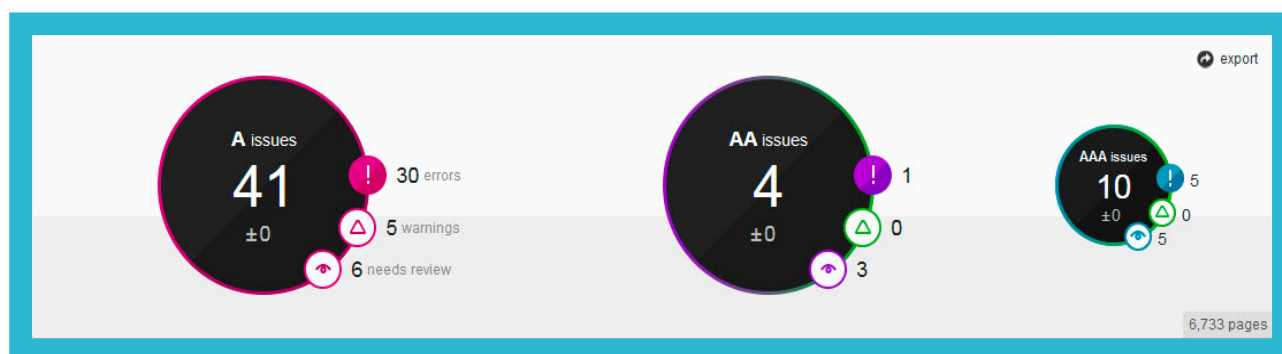 export
A issues
41
±0
! 30 errors
5 warnings
6 needs review
AA issues
4
±0
! 1
0
3
AAA issues
10
±0
! 5
0
5
6,733 pages